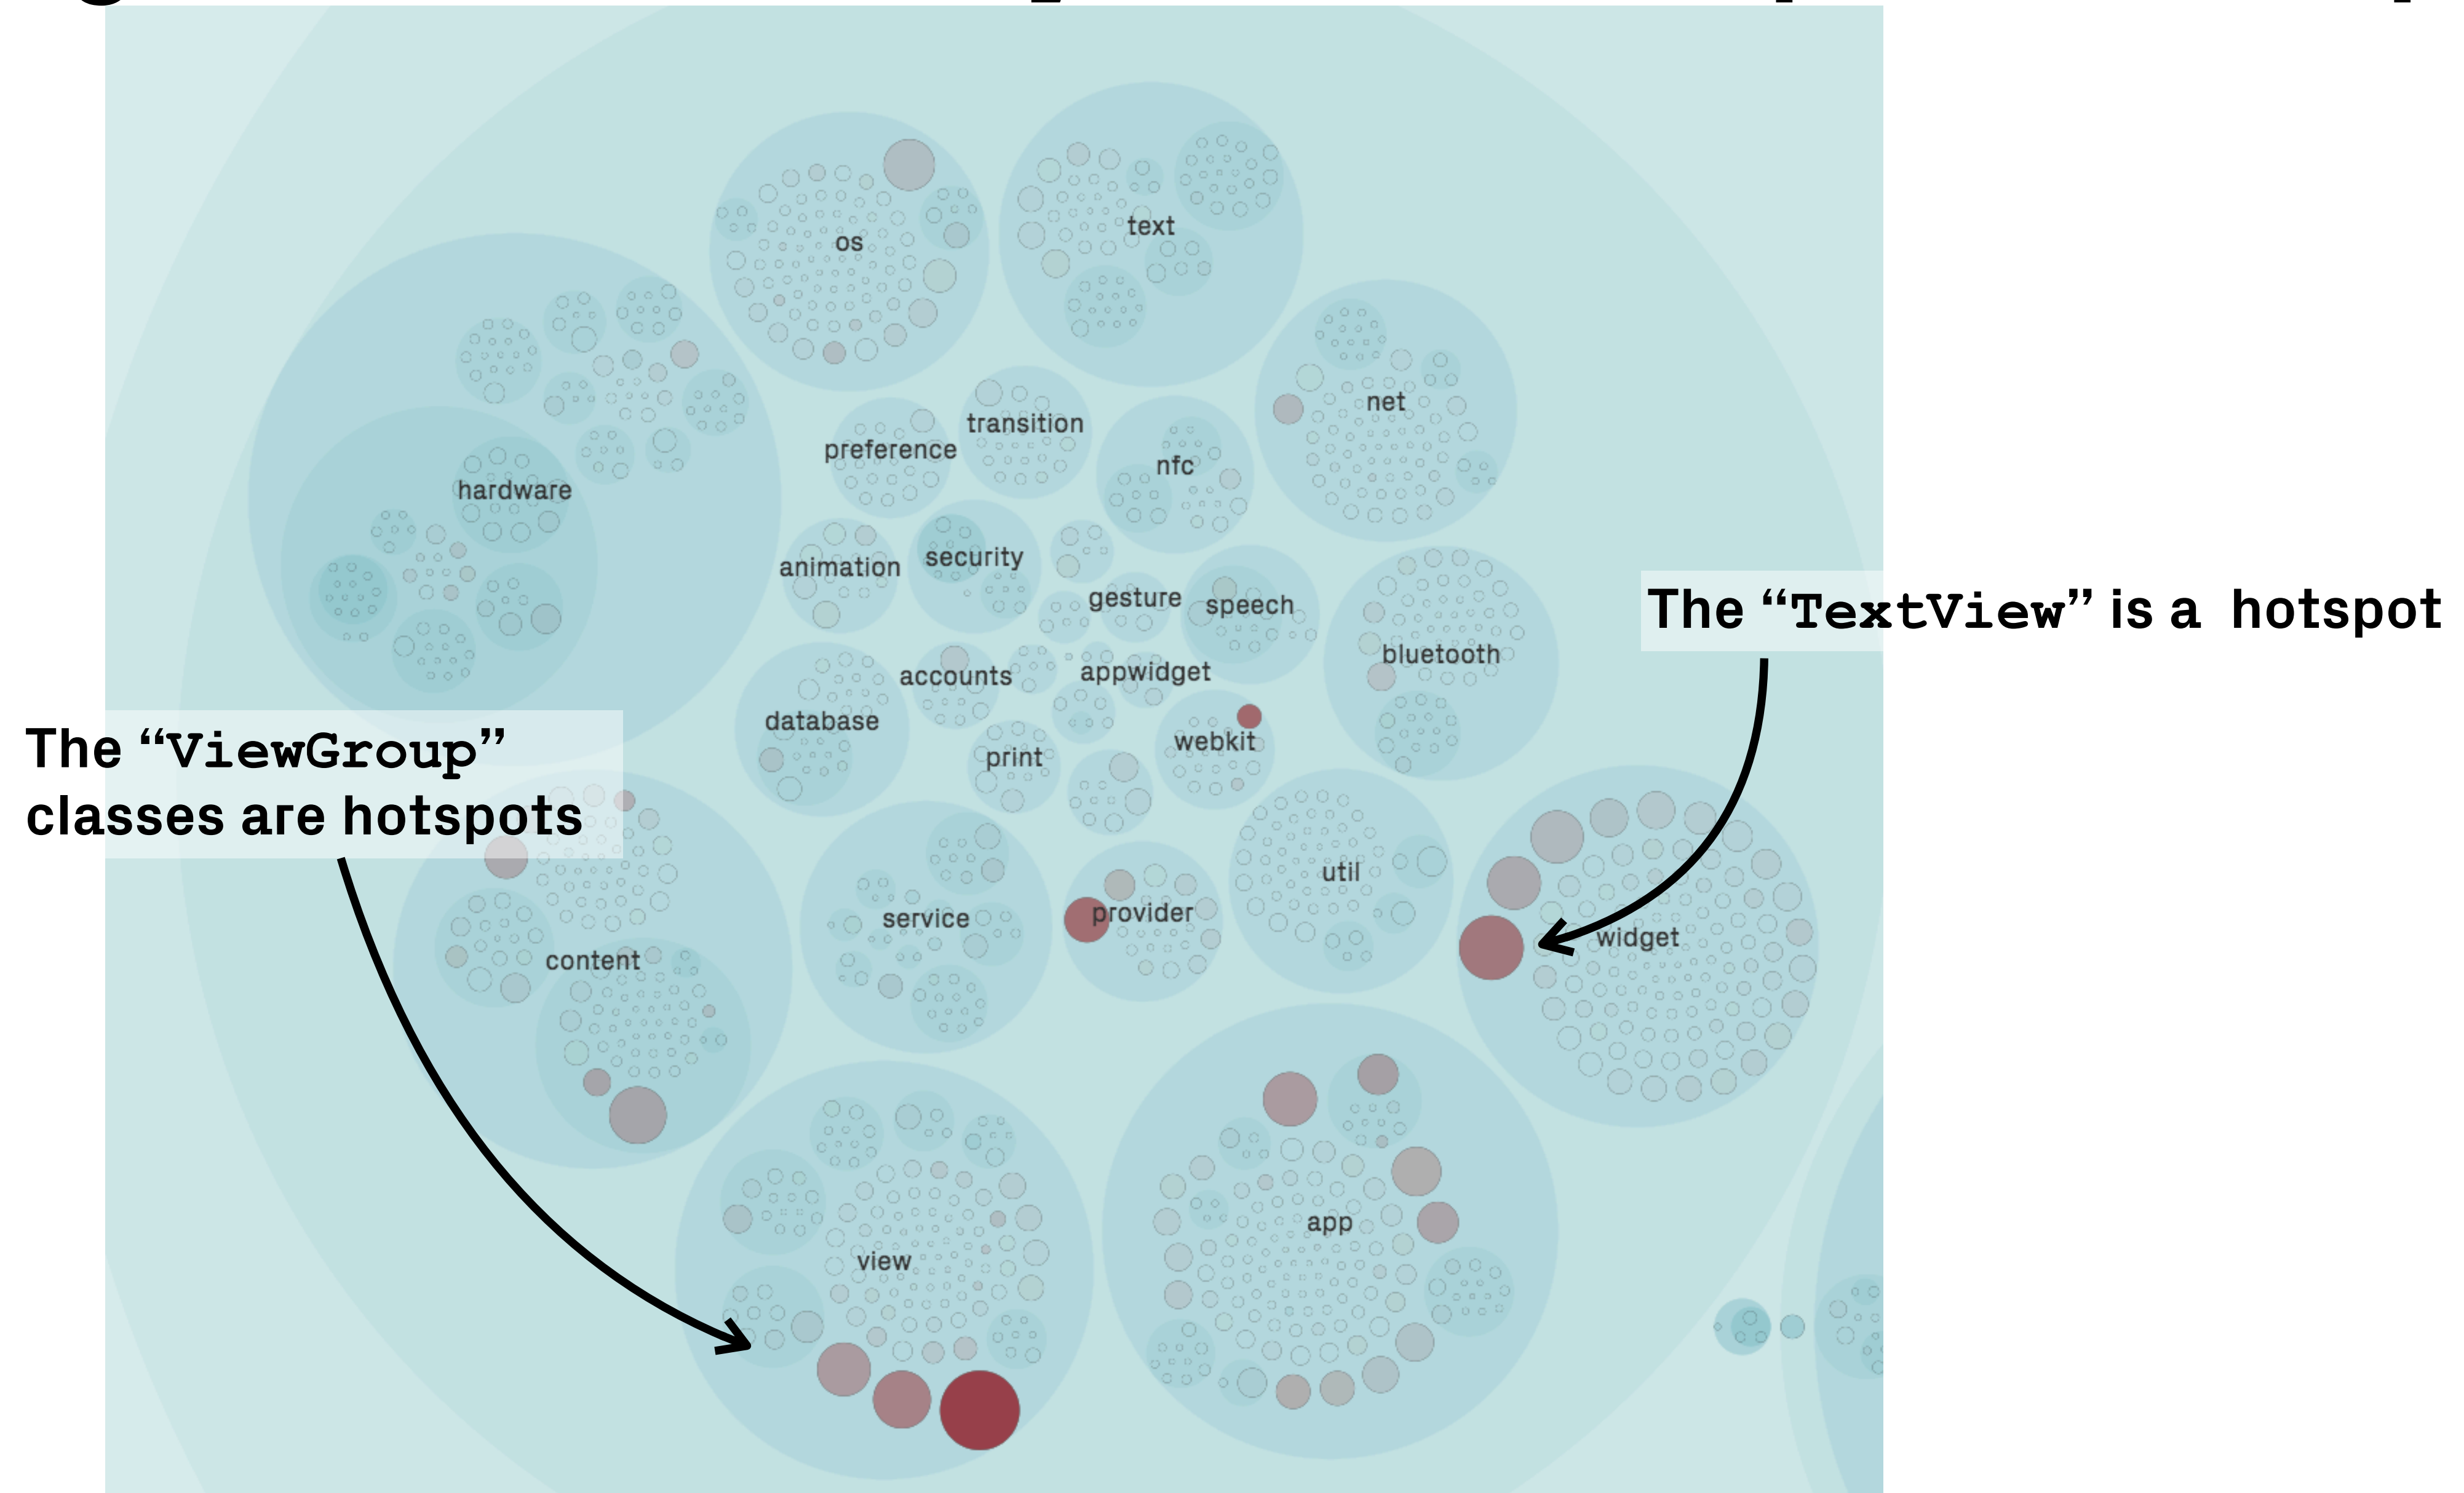 os
text
net
transition
preference
nfc
hardware
security
animation
gesture
speech
The “TextView” is a hotspot
bluetooth
accounts
appwidget
database
webkit
print
The “ViewGroup”
classes are hotspots
util
provider
service
widget
content
app
view